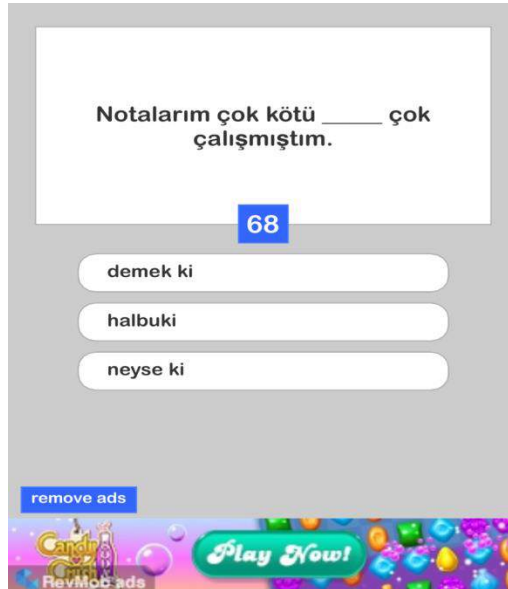 Notalarım çok kötü _____ çok
çalışmıştım.
68
demek ki
halbuki
neyse ki
remove ads
Candy
Crush
Play Now!
RevMob ads